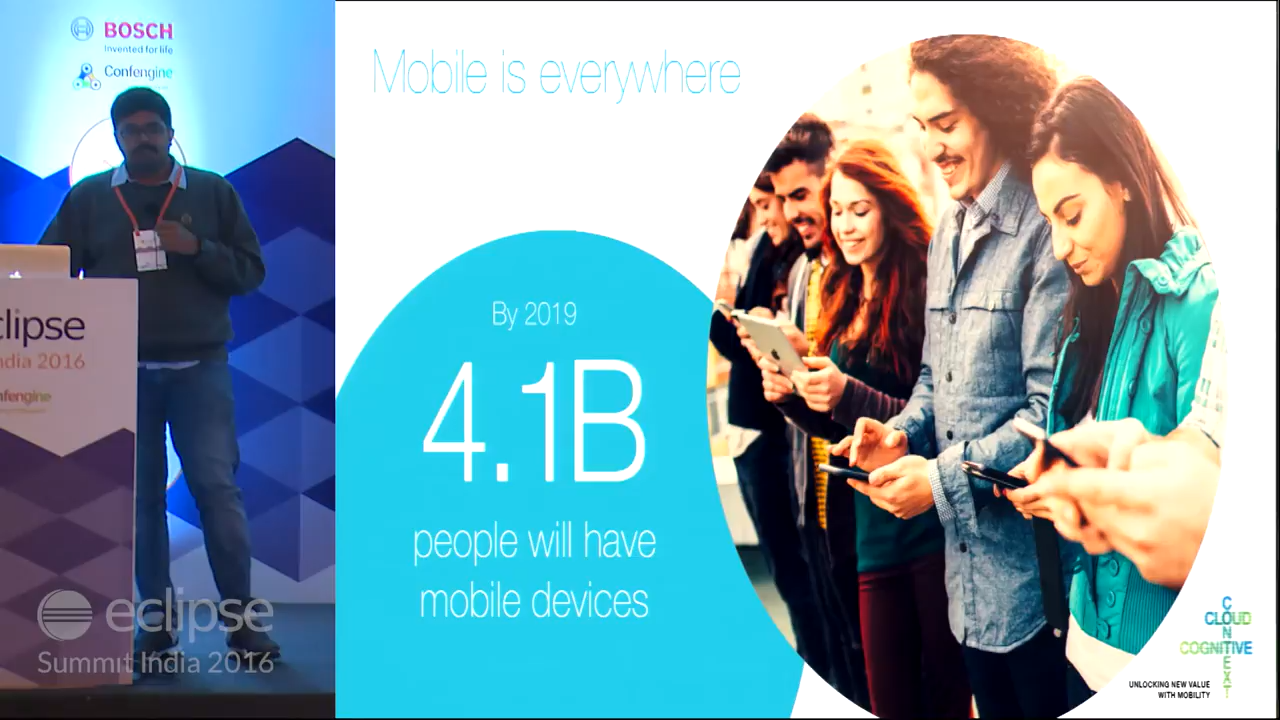 BOSCH
Invented for life
Confengine
clipse
ndia 2016
nfengine
eclipse
Summit India 2016
Mobile is everywhere
By 2019
4.1B
people will have
mobile devices
CLOUD
COGNITIVE
CONTEXT
UNLOCKING NEW VALUE
WITH MOBILITY